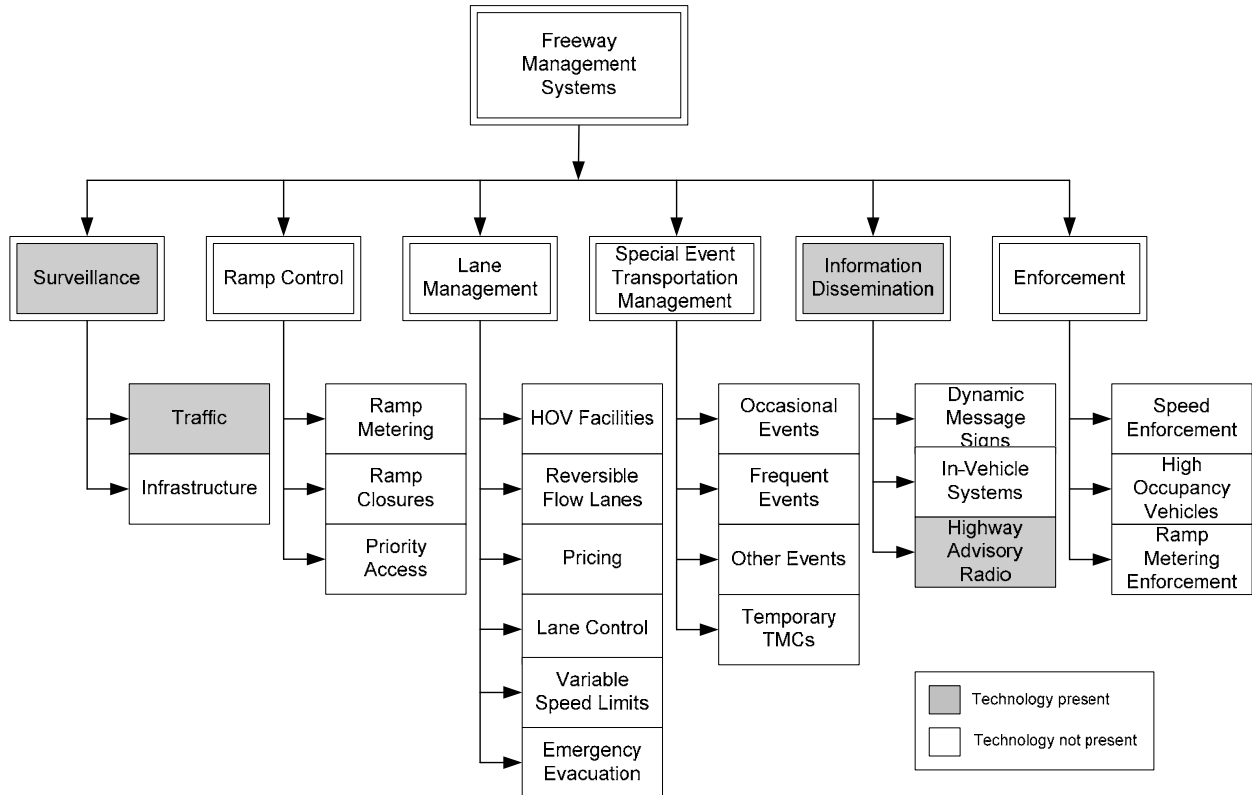 Freeway
Management
Systems
Surveillance
Ramp Control
Lane
Management
Special Event
Transportation
Management
Information
Dissemination
Enforcement
Traffic
Infrastructure
Ramp
Metering
Ramp
Closures
Priority
Access
HOV Facilities
Reversible
Flow Lanes
Pricing
Lane Control
Variable
Speed Limits
Emergency
Evacuation
Occasional
Events
Frequent
Events
Other Events
Temporary
TMCs
Dynamic
Message
Signs
In-Vehicle
Systems
Highway
Advisory
Radio
Speed
Enforcement
High
Occupancy
Vehicles
Ramp
Metering
Enforcement
Technology present
Technology not present